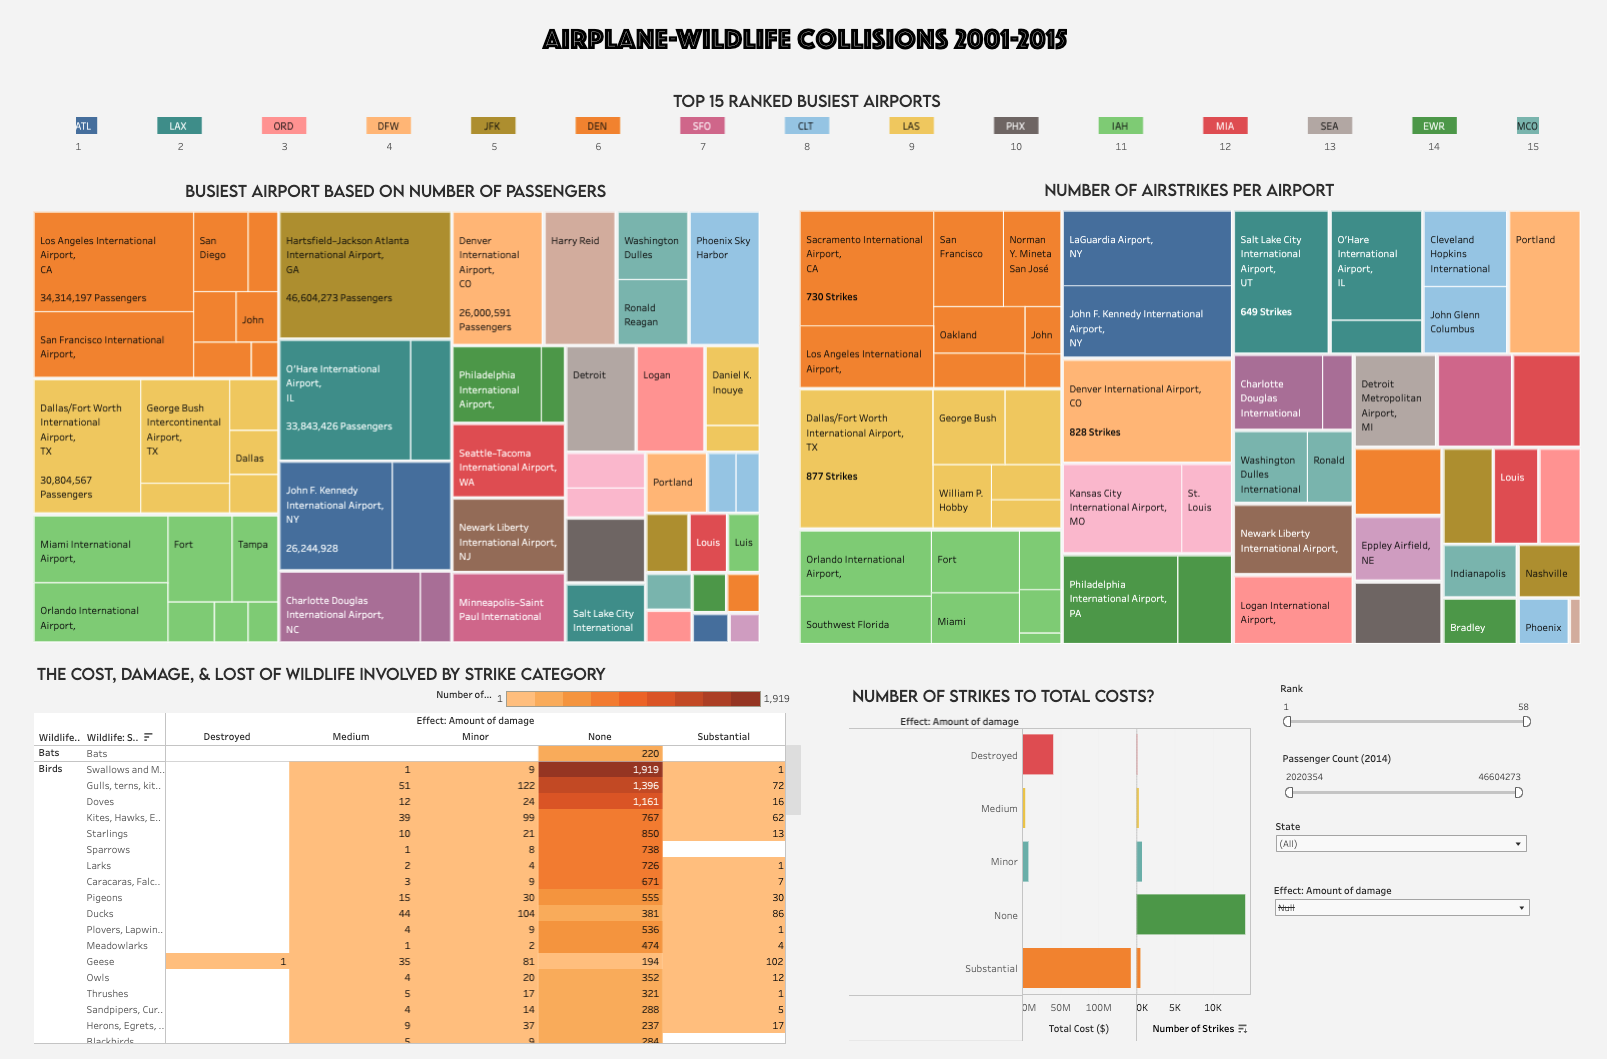 AIRPLANE-WILDLIFE COLLISIONS 2001-2015
TOP 15 RANKED BUSIEST AIRPORTS
ATL LAX ORD DFW JFK DEN SFO CLT LAS PHX IAH MIA SEA EWR MCO
1 2 3 4 5 6 7 8 9 10 11 12 13 14 15
BUSIEST AIRPORT BASED ON NUMBER OF PASSENGERS
Los Angeles International
Airport,
CA
34,314,197 Passengers
San
Diego
John
San Francisco International
Airport,
Dallas/Fort Worth
International
Airport,
TX
30,804,567
Passengers
George Bush
Intercontinental
Airport,
TX
Dallas
Miami International
Airport,
Fort
Tampa
Orlando International
Airport,
Hartsfield-Jackson Atlanta
International Airport,
GA
46,604,273 Passengers
O'Hare International
Airport,
IL
33,843,426 Passengers
John F. Kennedy
International Airport,
NY
26,244,928
Charlotte Douglas
International Airport,
NC
Denver
International
Airport,
CO
26,000,591
Passengers
Philadelphia
International
Airport,
Seattle-Tacoma
International Airport,
WA
Newark Liberty
International Airport,
NJ
Minneapolis-Saint
Paul International
Harry Reid
Washington
Dulles
Ronald
Reagan
Phoenix Sky
Harbor
Detroit
Logan
Daniel K.
Inouye
Portland
Louis
Luis
Salt Lake City
International
NUMBER OF AIRSTRIKES PER AIRPORT
Sacramento International
Airport,
CA
730 Strikes
San
Francisco
Norman
Y. Mineta
San José
Oakland
John
Los Angeles International
Airport,
Dallas/Fort Worth
International Airport,
TX
877 Strikes
George Bush
William P.
Hobby
Orlando International
Airport,
Fort
Southwest Florida
Miami
LaGuardia Airport,
NY
John F. Kennedy International
Airport,
NY
Denver International Airport,
CO
828 Strikes
Kansas City
International Airport,
MO
St.
Louis
Philadelphia
International Airport,
PA
Salt Lake City
International
Airport,
UT
649 Strikes
O'Hare
International
Airport,
IL
Cleveland
Hopkins
International
John Glenn
Columbus
Portland
Charlotte
Douglas
International
Detroit
Metropolitan
Airport,
MI
Washington
Dulles
International
Ronald
Newark Liberty
International Airport,
Logan International
Airport,
Louis
Eppley Airfield,
NE
Indianapolis
Nashville
Bradley
Phoenix
THE COST, DAMAGE, & LOST OF WILDLIFE INVOLVED BY STRIKE CATEGORY
Number of... 1 1,919
Effect: Amount of damage
Wildlife.. Wildlife: S.. Destroyed Medium Minor None Substantial
Bats Bats 220
Birds Swallows and M.. 1 9 1,919 1
Gulls, terns, kit.. 51 122 1,396 72
Doves 12 24 1,161 16
Kites, Hawks, E.. 39 99 767 62
Starlings 10 21 850 13
Sparrows 1 8 738
Larks 2 4 726 1
Caracaras, Falc.. 3 9 671 7
Pigeons 15 30 555 30
Ducks 44 104 381 86
Plovers, Lapwin.. 4 9 536 1
Meadowlarks 1 2 474 4
Geese 1 35 81 194 102
Owls 4 20 352 12
Thrushes 5 17 321 1
Sandpipers, Cur.. 4 14 288 5
Herons, Egrets, .. 9 37 237 17
Blackbirds 5 9 284
NUMBER OF STRIKES TO TOTAL COSTS?
Effect: Amount of damage
Destroyed
Medium
Minor
None
Substantial
0M 50M 100M 0K 5K 10K
Total Cost ($) Number of Strikes
Rank
1 58
Passenger Count (2014)
2020354 46604273
State
(All)
Effect: Amount of damage
Null